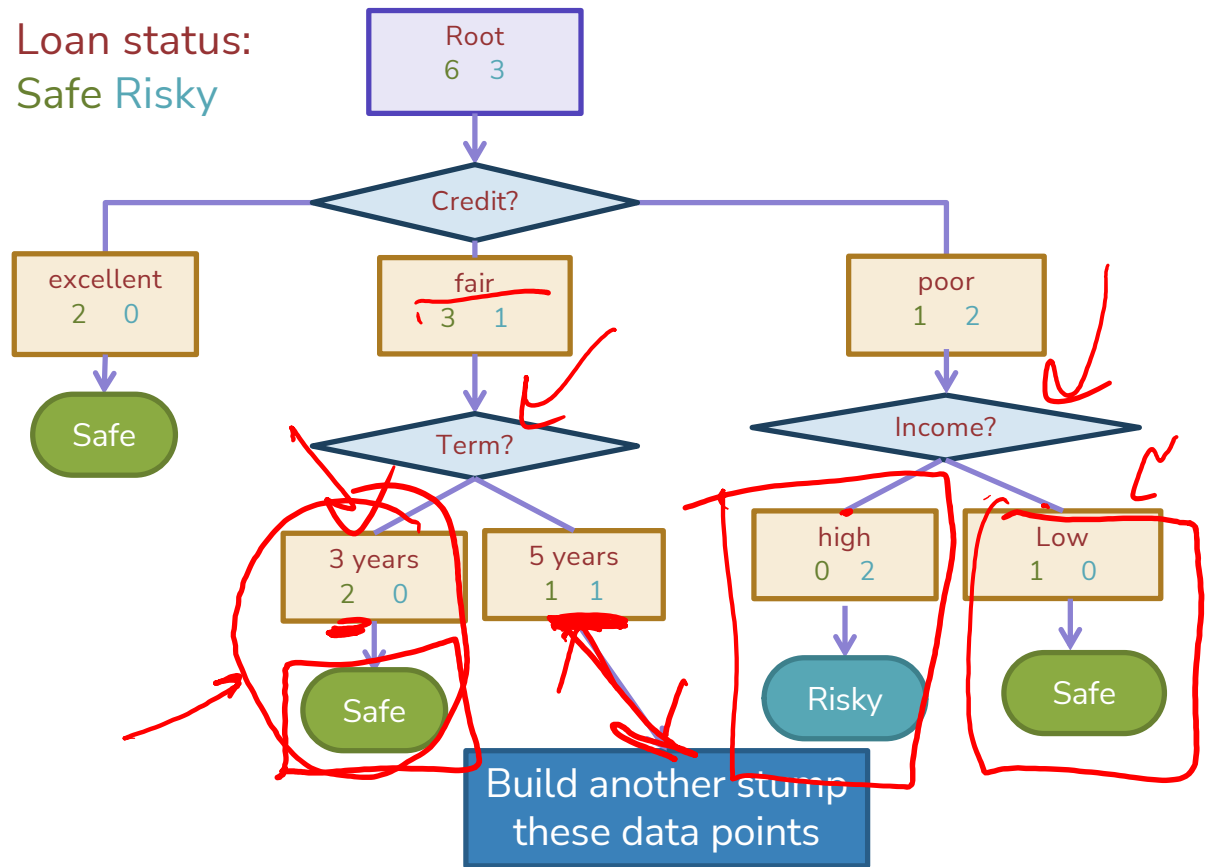 Loan status:
Safe Risky
Root
6 3
Credit?
excellent
2 0
fair
3 1
poor
1 2
Safe
Term?
Income?
3 years
2 0
5 years
1 1
high
0 2
Low
1 0
Safe
Risky
Safe
Build another stump
these data points